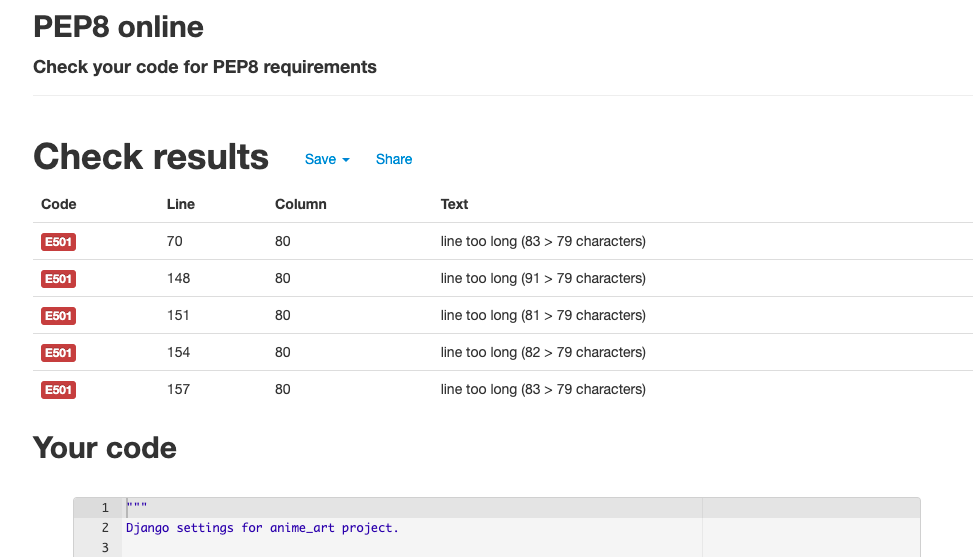 PEP8 online
Check your code for PEP8 requirements
Check results Save Share
Code Line Column Text
E501 70 80 line too long (83 > 79 characters)
E501 148 80 line too long (91 > 79 characters)
E501 151 80 line too long (81 > 79 characters)
E501 154 80 line too long (82 > 79 characters)
E501 157 80 line too long (83 > 79 characters)
Your code
1 """
2 Django settings for anime_art project.
3